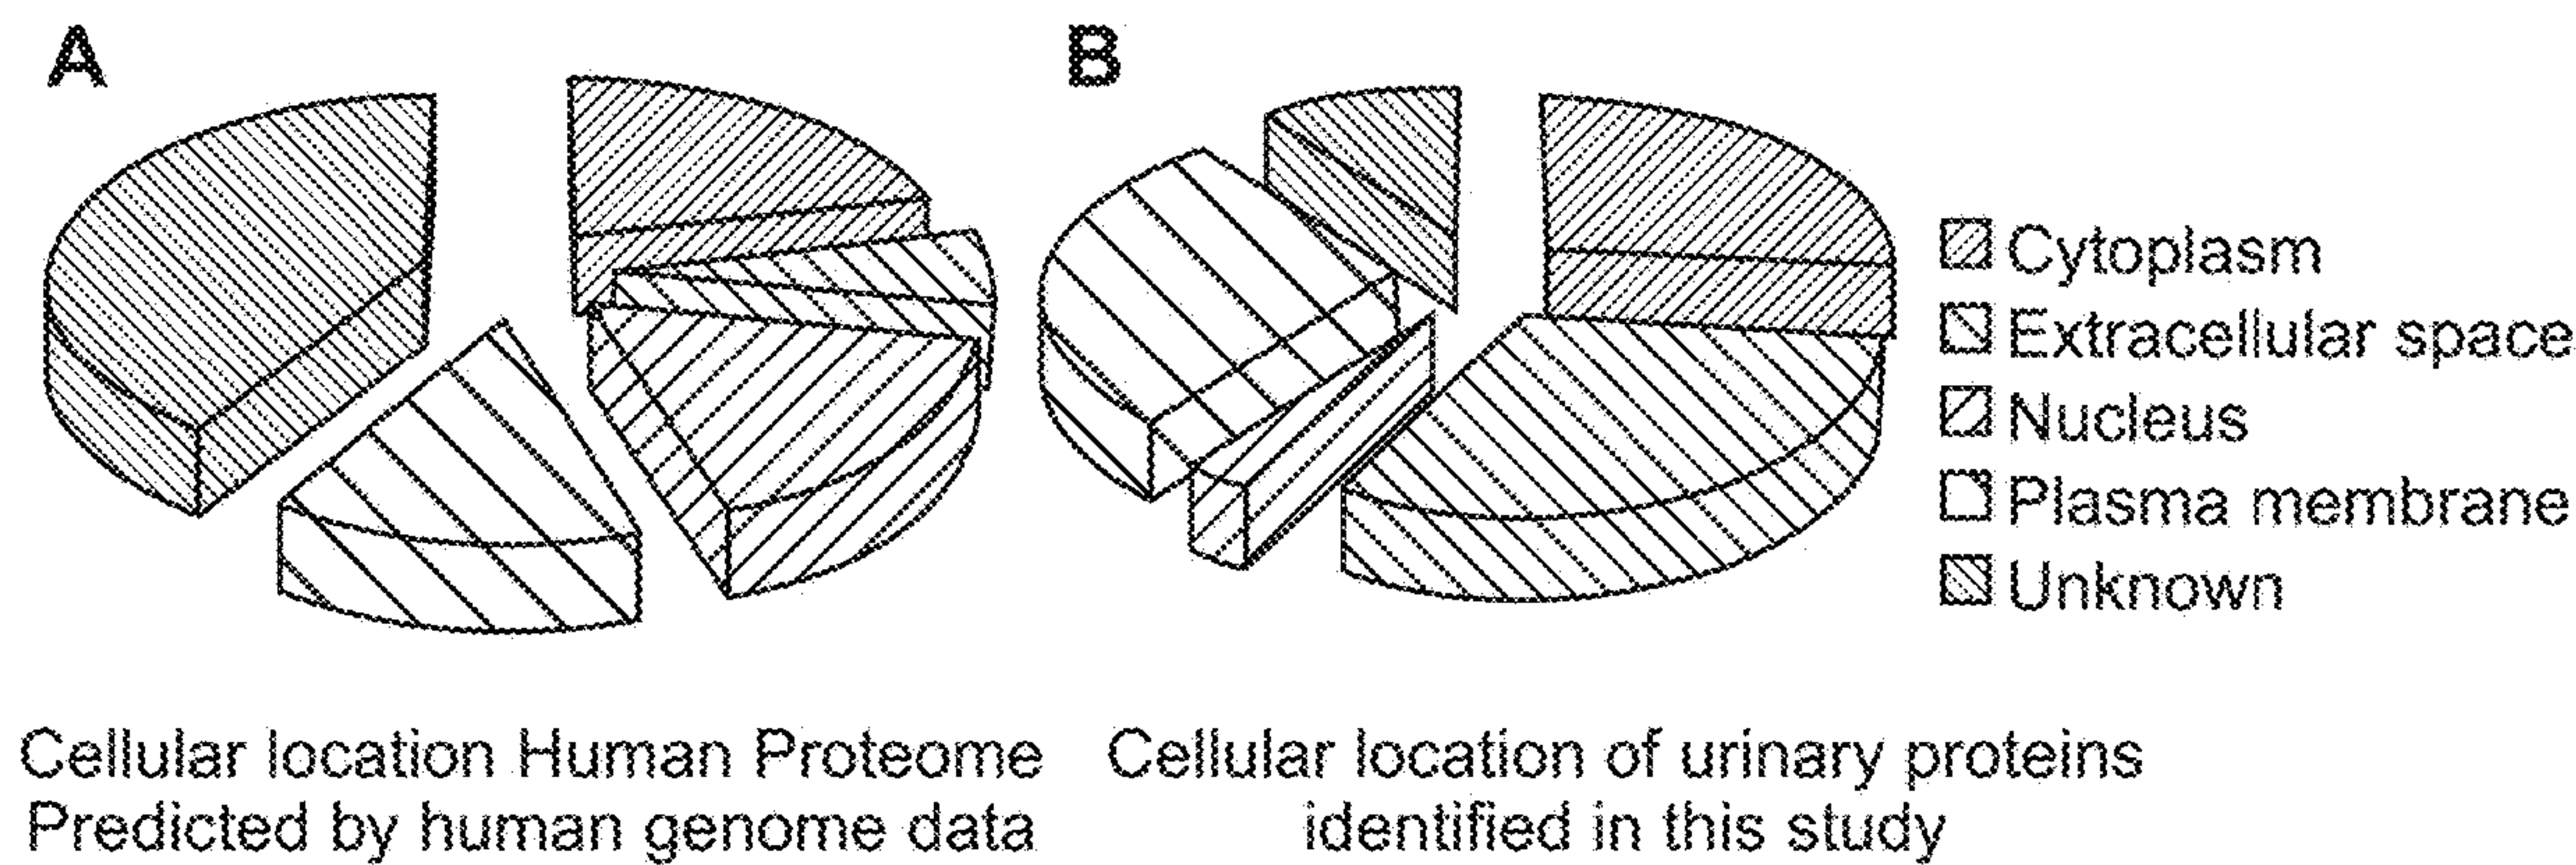 A
B
Cytoplasm
Extracellular space
Nucleus
Plasma membrane
Unknown
Cellular location Human Proteome
Predicted by human genome data
Cellular location of urinary proteins
identified in this study